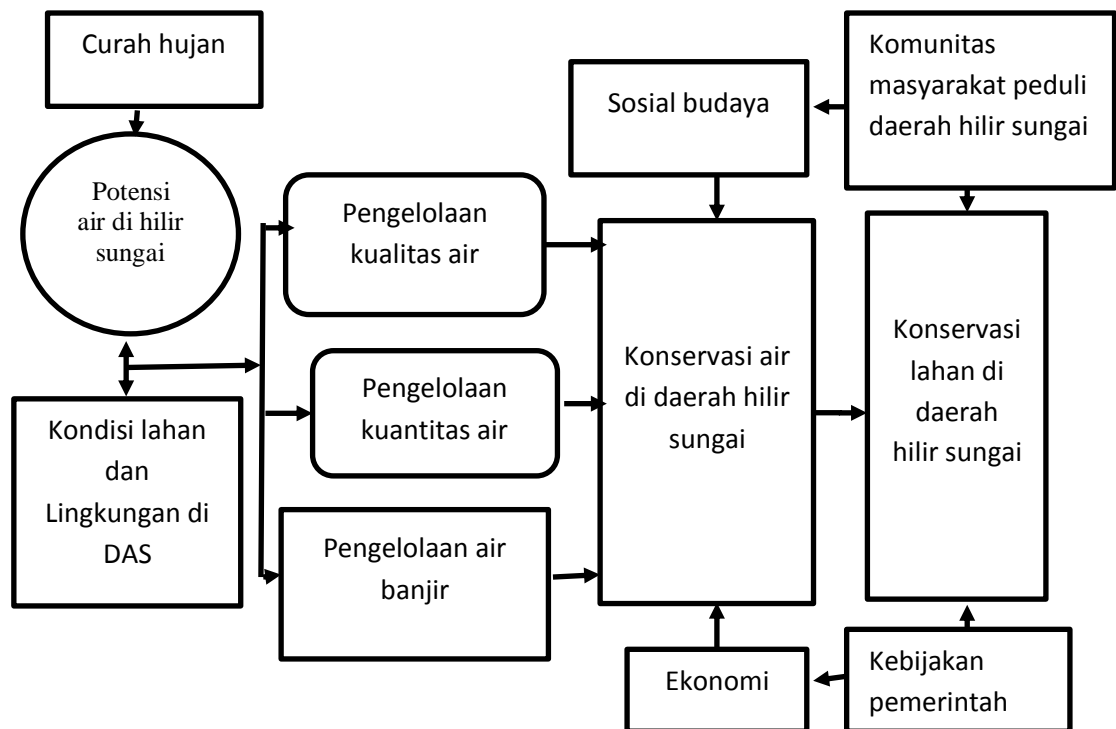 Curah hujan
Potensi
air di hilir
sungai
Kondisi lahan
dan
Lingkungan di
DAS
Pengelolaan
kualitas air
Pengelolaan
kuantitas air
Pengelolaan air
banjir
Sosial budaya
Konservasi air
di daerah hilir
sungai
Ekonomi
Komunitas
masyarakat peduli
daerah hilir sungai
Konservasi
lahan di
daerah
hilir sungai
Kebijakan
pemerintah